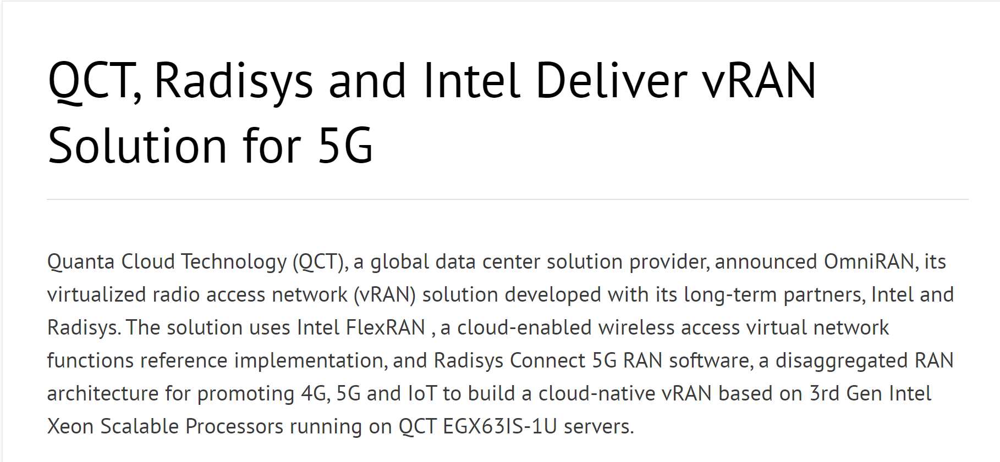 QCT, Radisys and Intel Deliver vRAN
Solution for 5G
Quanta Cloud Technology (QCT), a global data center solution provider, announced OmniRAN, its
virtualized radio access network (vRAN) solution developed with its long-term partners, Intel and
Radisys. The solution uses Intel FlexRAN , a cloud-enabled wireless access virtual network
functions reference implementation, and Radisys Connect 5G RAN software, a disaggregated RAN
architecture for promoting 4G, 5G and IoT to build a cloud-native vRAN based on 3rd Gen Intel
Xeon Scalable Processors running on QCT EGX63IS-1U servers.